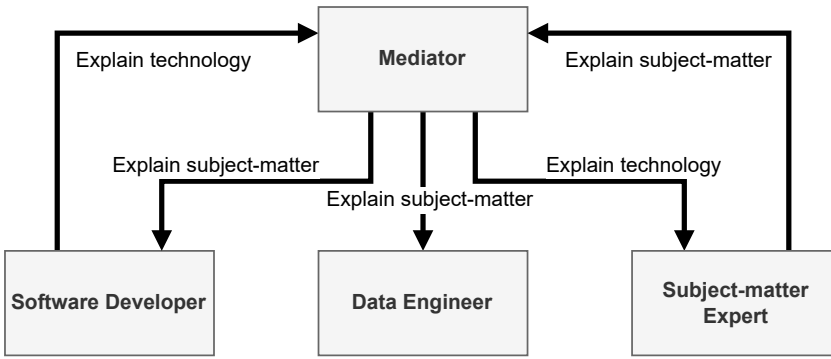 Mediator
Explain technology
Explain subject-matter
Explain subject-matter
Explain technology
Explain subject-matter
Software Developer
Data Engineer
Subject-matter
Expert